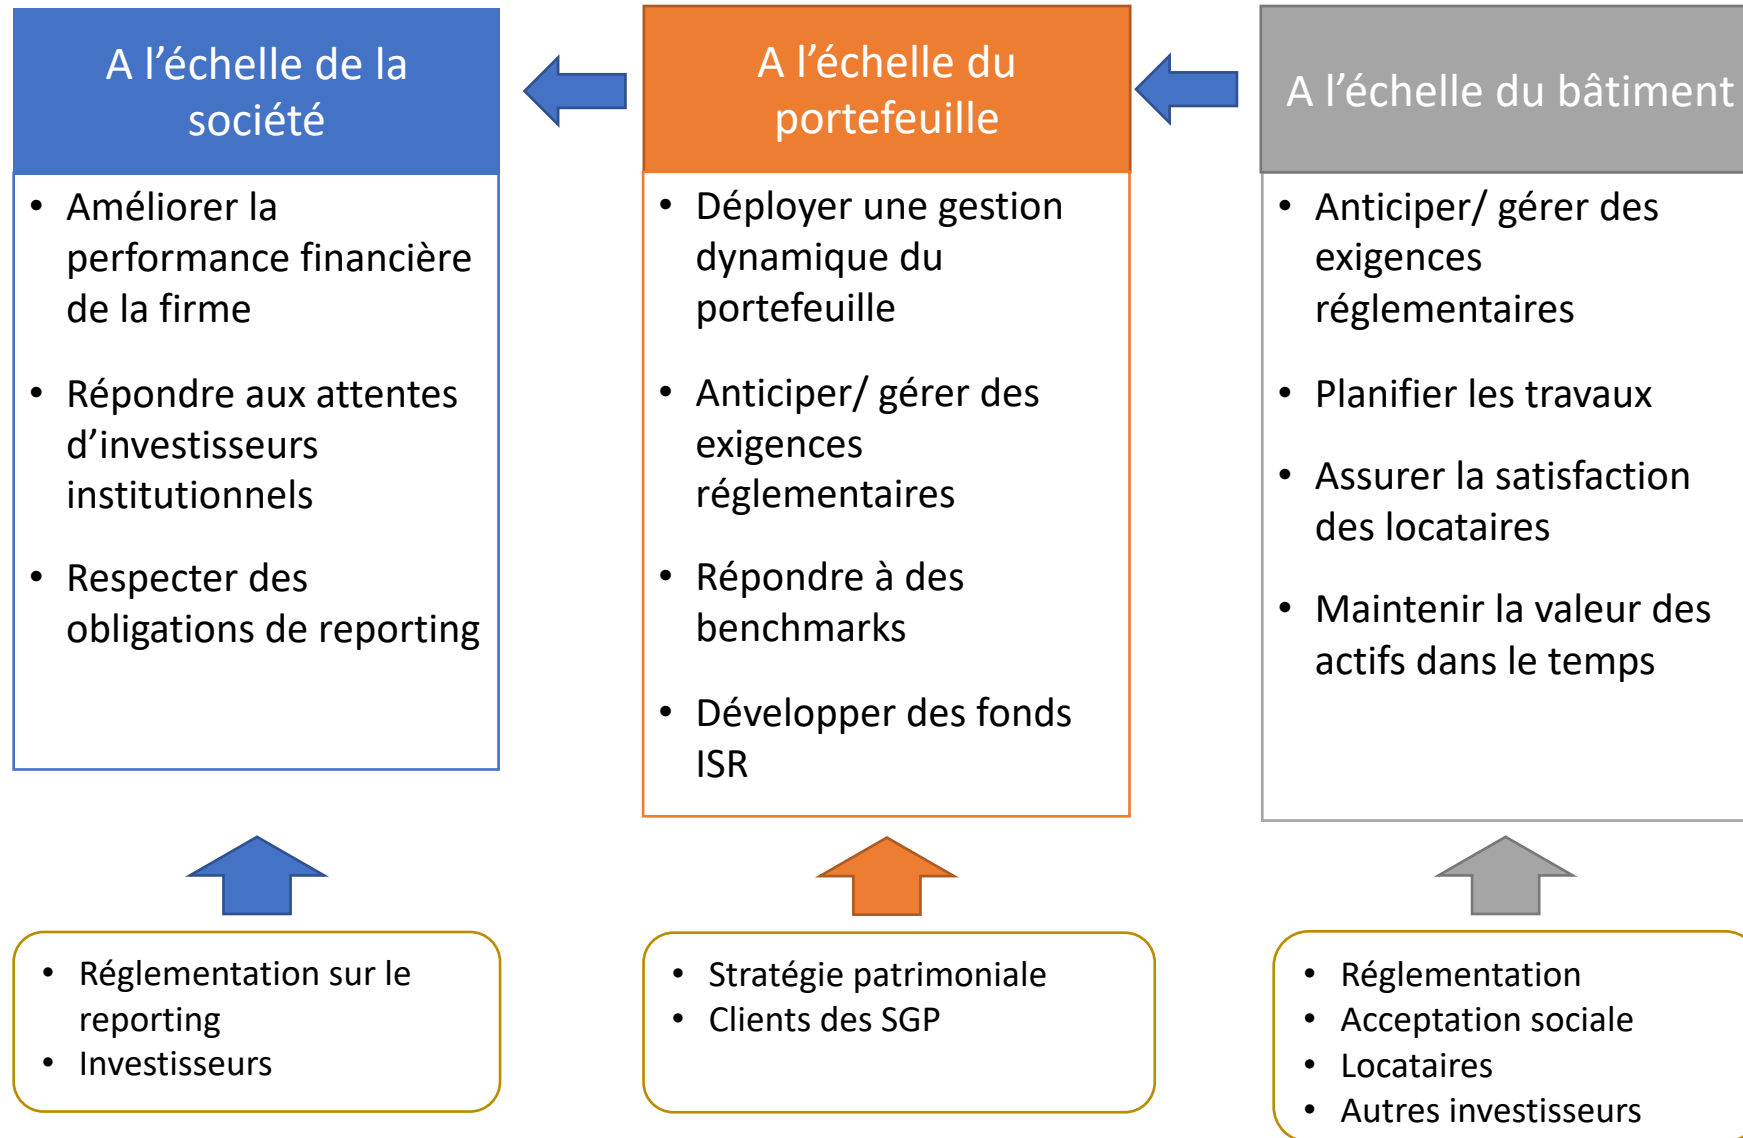 A l’échelle de la
société
• Améliorer la
performance financière
de la firme
• Répondre aux attentes
d’investisseurs
institutionnels
• Respecter des
obligations de reporting
• Réglementation sur le
reporting
• Investisseurs
A l’échelle du
portefeuille
• Déployer une gestion
dynamique du
portefeuille
• Anticiper/ gérer des
exigences
réglementaires
• Répondre à des
benchmarks
• Développer des fonds
ISR
• Stratégie patrimoniale
• Clients des SGP
A l’échelle du bâtiment
• Anticiper/ gérer des
exigences
réglementaires
• Planifier les travaux
• Assurer la satisfaction
des locataires
• Maintenir la valeur des
actifs dans le temps
• Réglementation
• Acceptation sociale
• Locataires
• Autres investisseurs